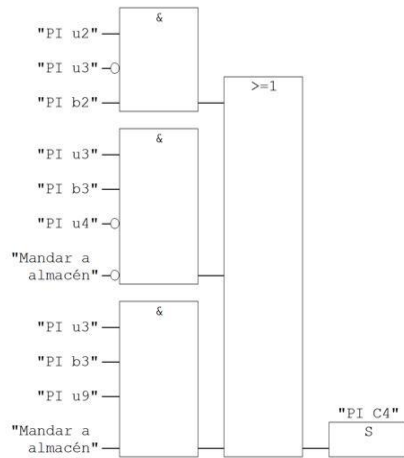 &
"PI u2"
"PI u3"
"PI b2"
>=1
&
"PI u3"
"PI b3"
"PI u4"
"Mandar a
almacén"
&
"PI u3"
"PI b3"
"PI u9"
"Mandar a
almacén"
"PI C4"
S